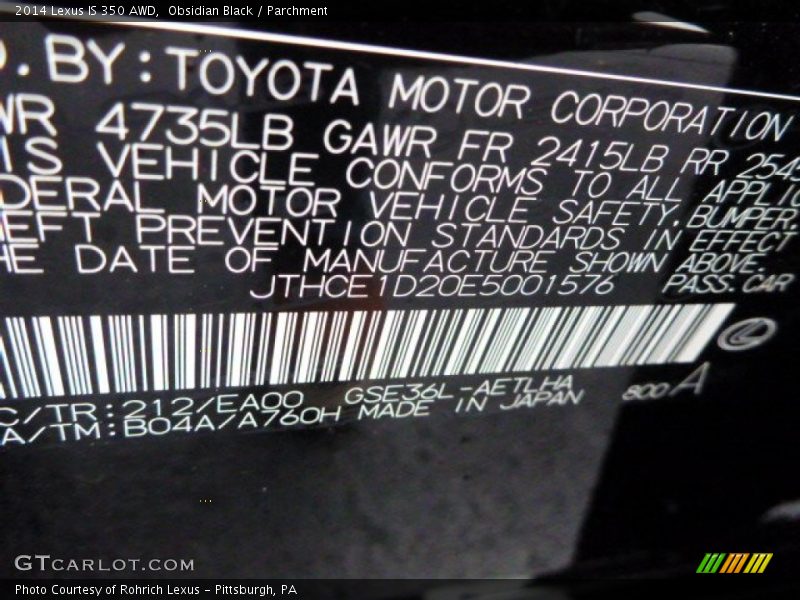 2014 Lexus IS 350 AWD,  Obsidian Black / Parchment
D.BY:TOYOTA MOTOR CORPORATION
WR 4735LB GAWR FR 2415LB RR 254
IS VEHICLE CONFORMS TO ALL APPLIC
DERAL MOTOR VEHICLE SAFETY, BUMPER,
EFT PREVENTION STANDARDS IN EFFECT
HE DATE OF MANUFACTURE SHOWN ABOVE.
JTHCE1D20E5001576 PASS.CAR
C/TR:212/EA00 GSE36L-AETLHA 800A
A/TM:B04A/A760H MADE IN JAPAN
GTCARLOT.COM
Photo Courtesy of Rohrich Lexus - Pittsburgh, PA